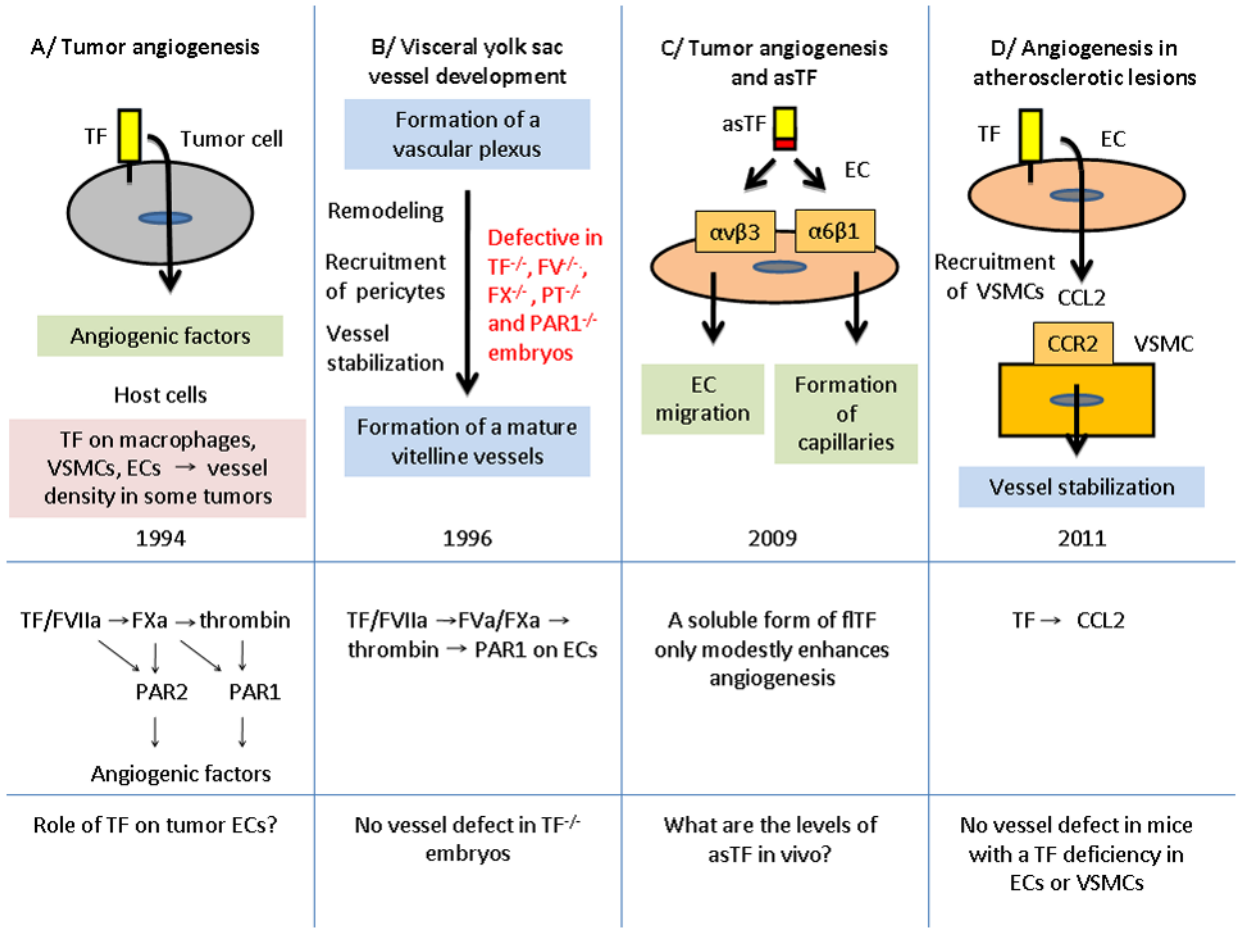 A/ Tumor angiogenesis
TF
Tumor cell
Angiogenic factors
Host cells
TF on macrophages,
VSMCs, ECs → vessel
density in some tumors
1994
B/ Visceral yolk sac
vessel development
Formation of a
vascular plexus
Remodeling
Recruitment
of pericytes
Vessel
stabilization
Defective in
TF-/-, FV-/-,
FX-/-, PT-/-
and PAR1-/-
embryos
Formation of a mature
vitelline vessels
1996
C/ Tumor angiogenesis
and asTF
asTF
EC
αvβ3
α6β1
EC
migration
Formation
of
capillaries
2009
D/ Angiogenesis in
atherosclerotic lesions
TF
EC
Recruitment
of VSMCs
CCL2
CCR2
VSMC
Vessel stabilization
2011
TF/FVIIa → FXa → thrombin
PAR2
PAR1
Angiogenic factors
TF/FVIIa → FVa/FXa →
thrombin → PAR1 on ECs
A soluble form of flTF
only modestly enhances
angiogenesis
TF → CCL2
Role of TF on tumor ECs?
No vessel defect in TF-/-
embryos
What are the levels of
asTF in vivo?
No vessel defect in mice
with a TF deficiency in
ECs or VSMCs